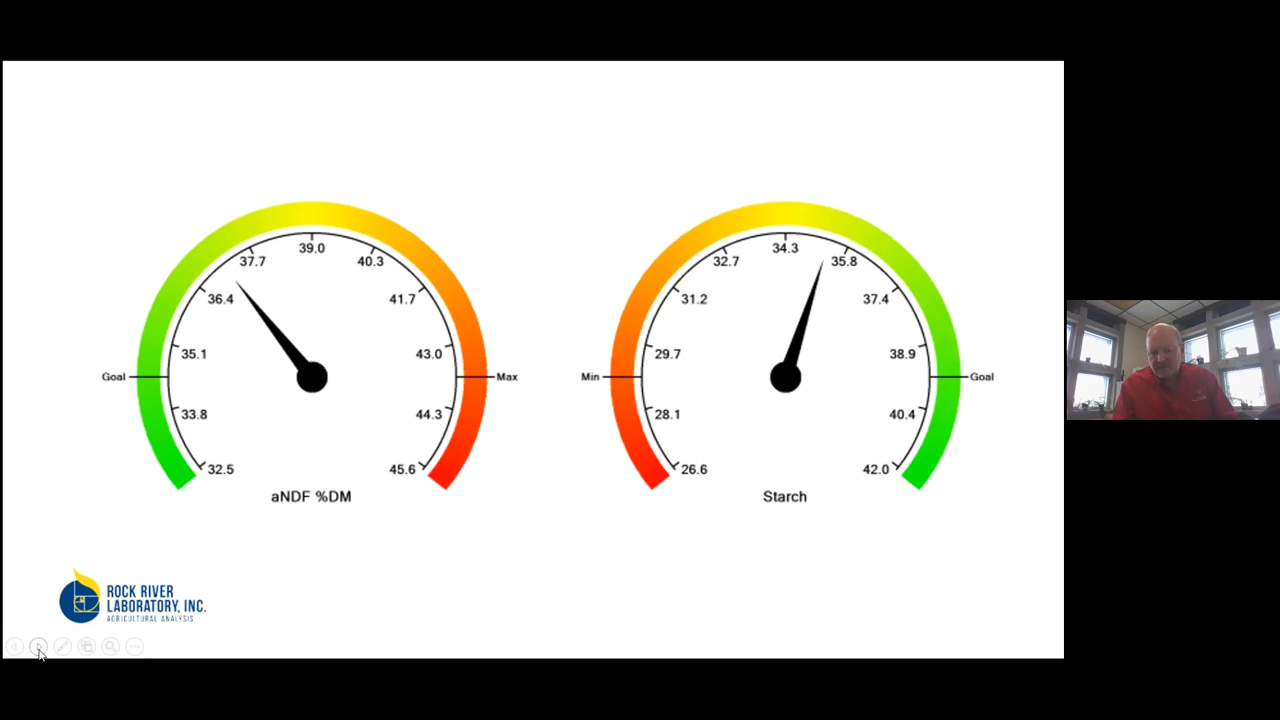 39.0
37.7
40.3
36.4
41.7
35.1
43.0
Goal
Max
33.8
44.3
32.5
45.6
aNDF %DM
34.3
32.7
35.8
31.2
37.4
29.7
38.9
Min
Goal
28.1
40.4
26.6
42.0
Starch
ROCK RIVER
LABORATORY, INC.
AGRICULTURAL ANALYSIS